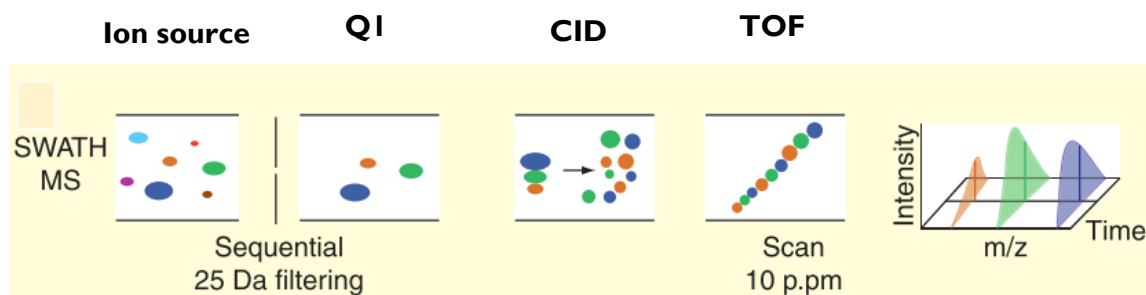 Ion source Q1 CID TOF
SWATH
MS
Intensity
Time
m/z
Sequential
25 Da filtering
Scan
10 p.pm